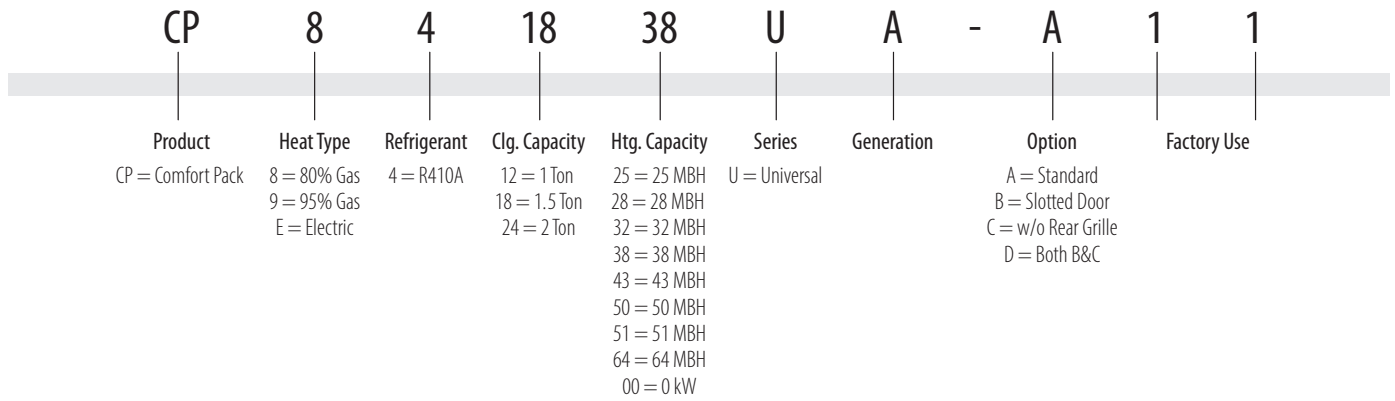 CP 8 4 18 38 U A - A 1 1
Product Heat Type Refrigerant Clg. Capacity Htg. Capacity Series Generation Option Factory Use
CP = Comfort Pack 8 = 80% Gas 4 = R410A 12 = 1 Ton 25 = 25 MBH U = Universal A = Standard
9 = 95% Gas 18 = 1.5 Ton 28 = 28 MBH B = Slotted Door
E = Electric 24 = 2 Ton 32 = 32 MBH C = w/o Rear Grille
38 = 38 MBH D = Both B&C
43 = 43 MBH
50 = 50 MBH
51 = 51 MBH
64 = 64 MBH
00 = 0 kW